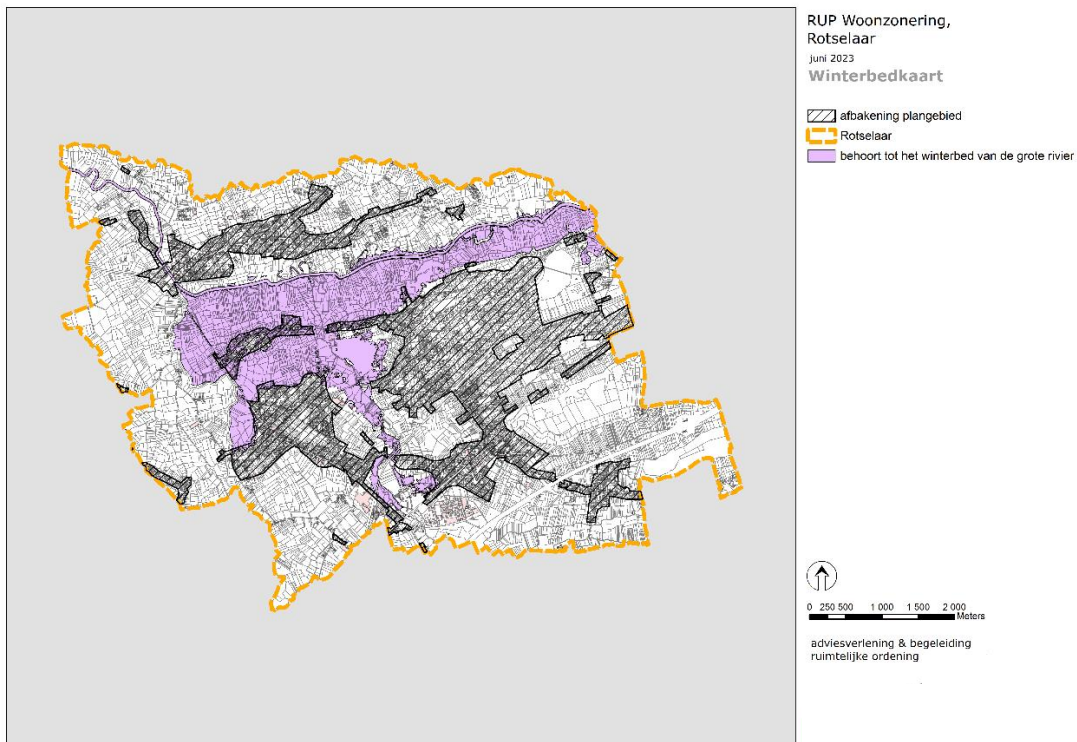 RUP Woonzonering,
Rotselaar
juni 2023
Winterbedkaart
afbakening plangebied
Rotselaar
behoort tot het winterbed van de grote rivier
0 250 500 1 000 1 500 2 000
Meters
adviesverlening & begeleiding
ruimtelijke ordening